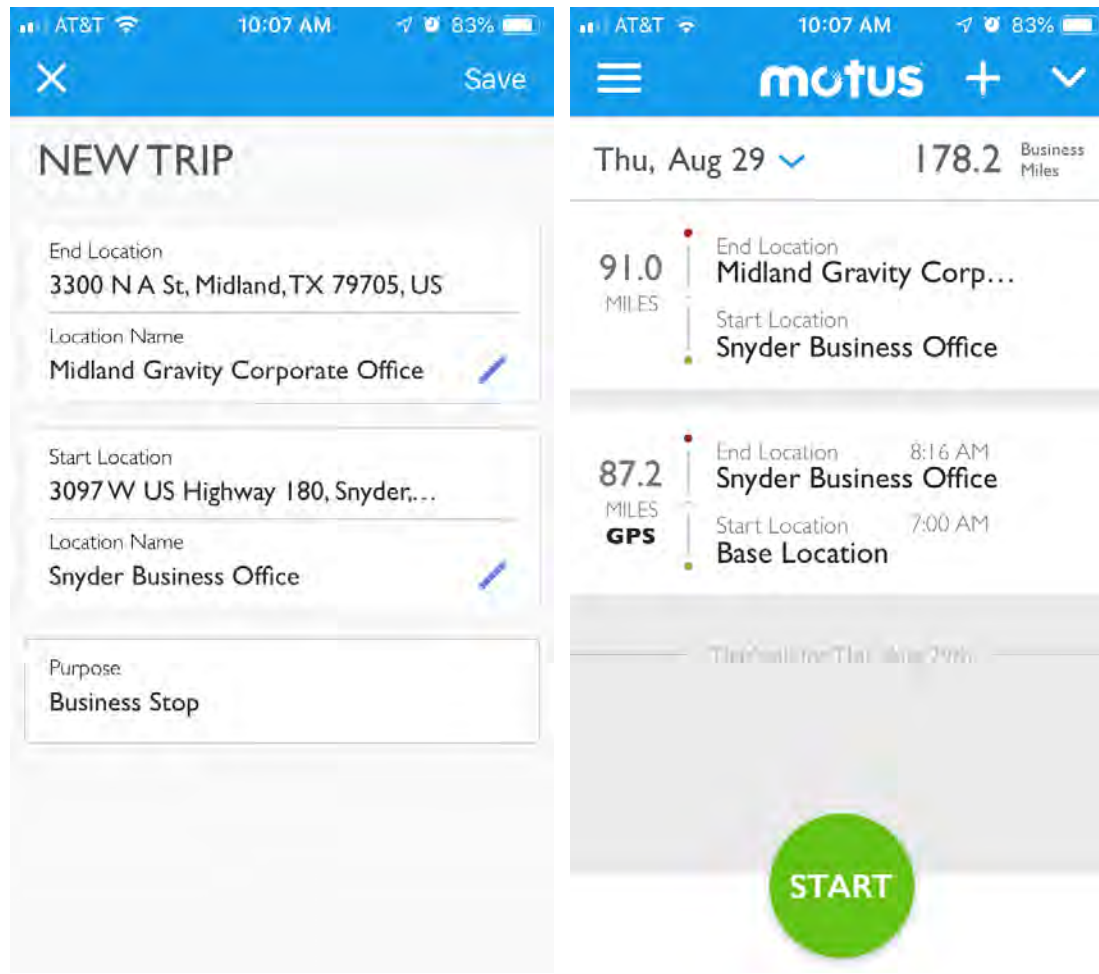 AT&T 10:07 AM 83%
Save
NEW TRIP
End Location
3300 N A St, Midland, TX 79705, US
Location Name
Midland Gravity Corporate Office
Start Location
3097 W US Highway 180, Snyder,...
Location Name
Snyder Business Office
Purpose
Business Stop
AT&T 10:07 AM 83%
motus
Thu, Aug 29 178.2 Business Miles
91.0 MILES
End Location
Midland Gravity Corp...
Start Location
Snyder Business Office
87.2 MILES GPS
End Location 8:16 AM
Snyder Business Office
Start Location 7:00 AM
Base Location
START